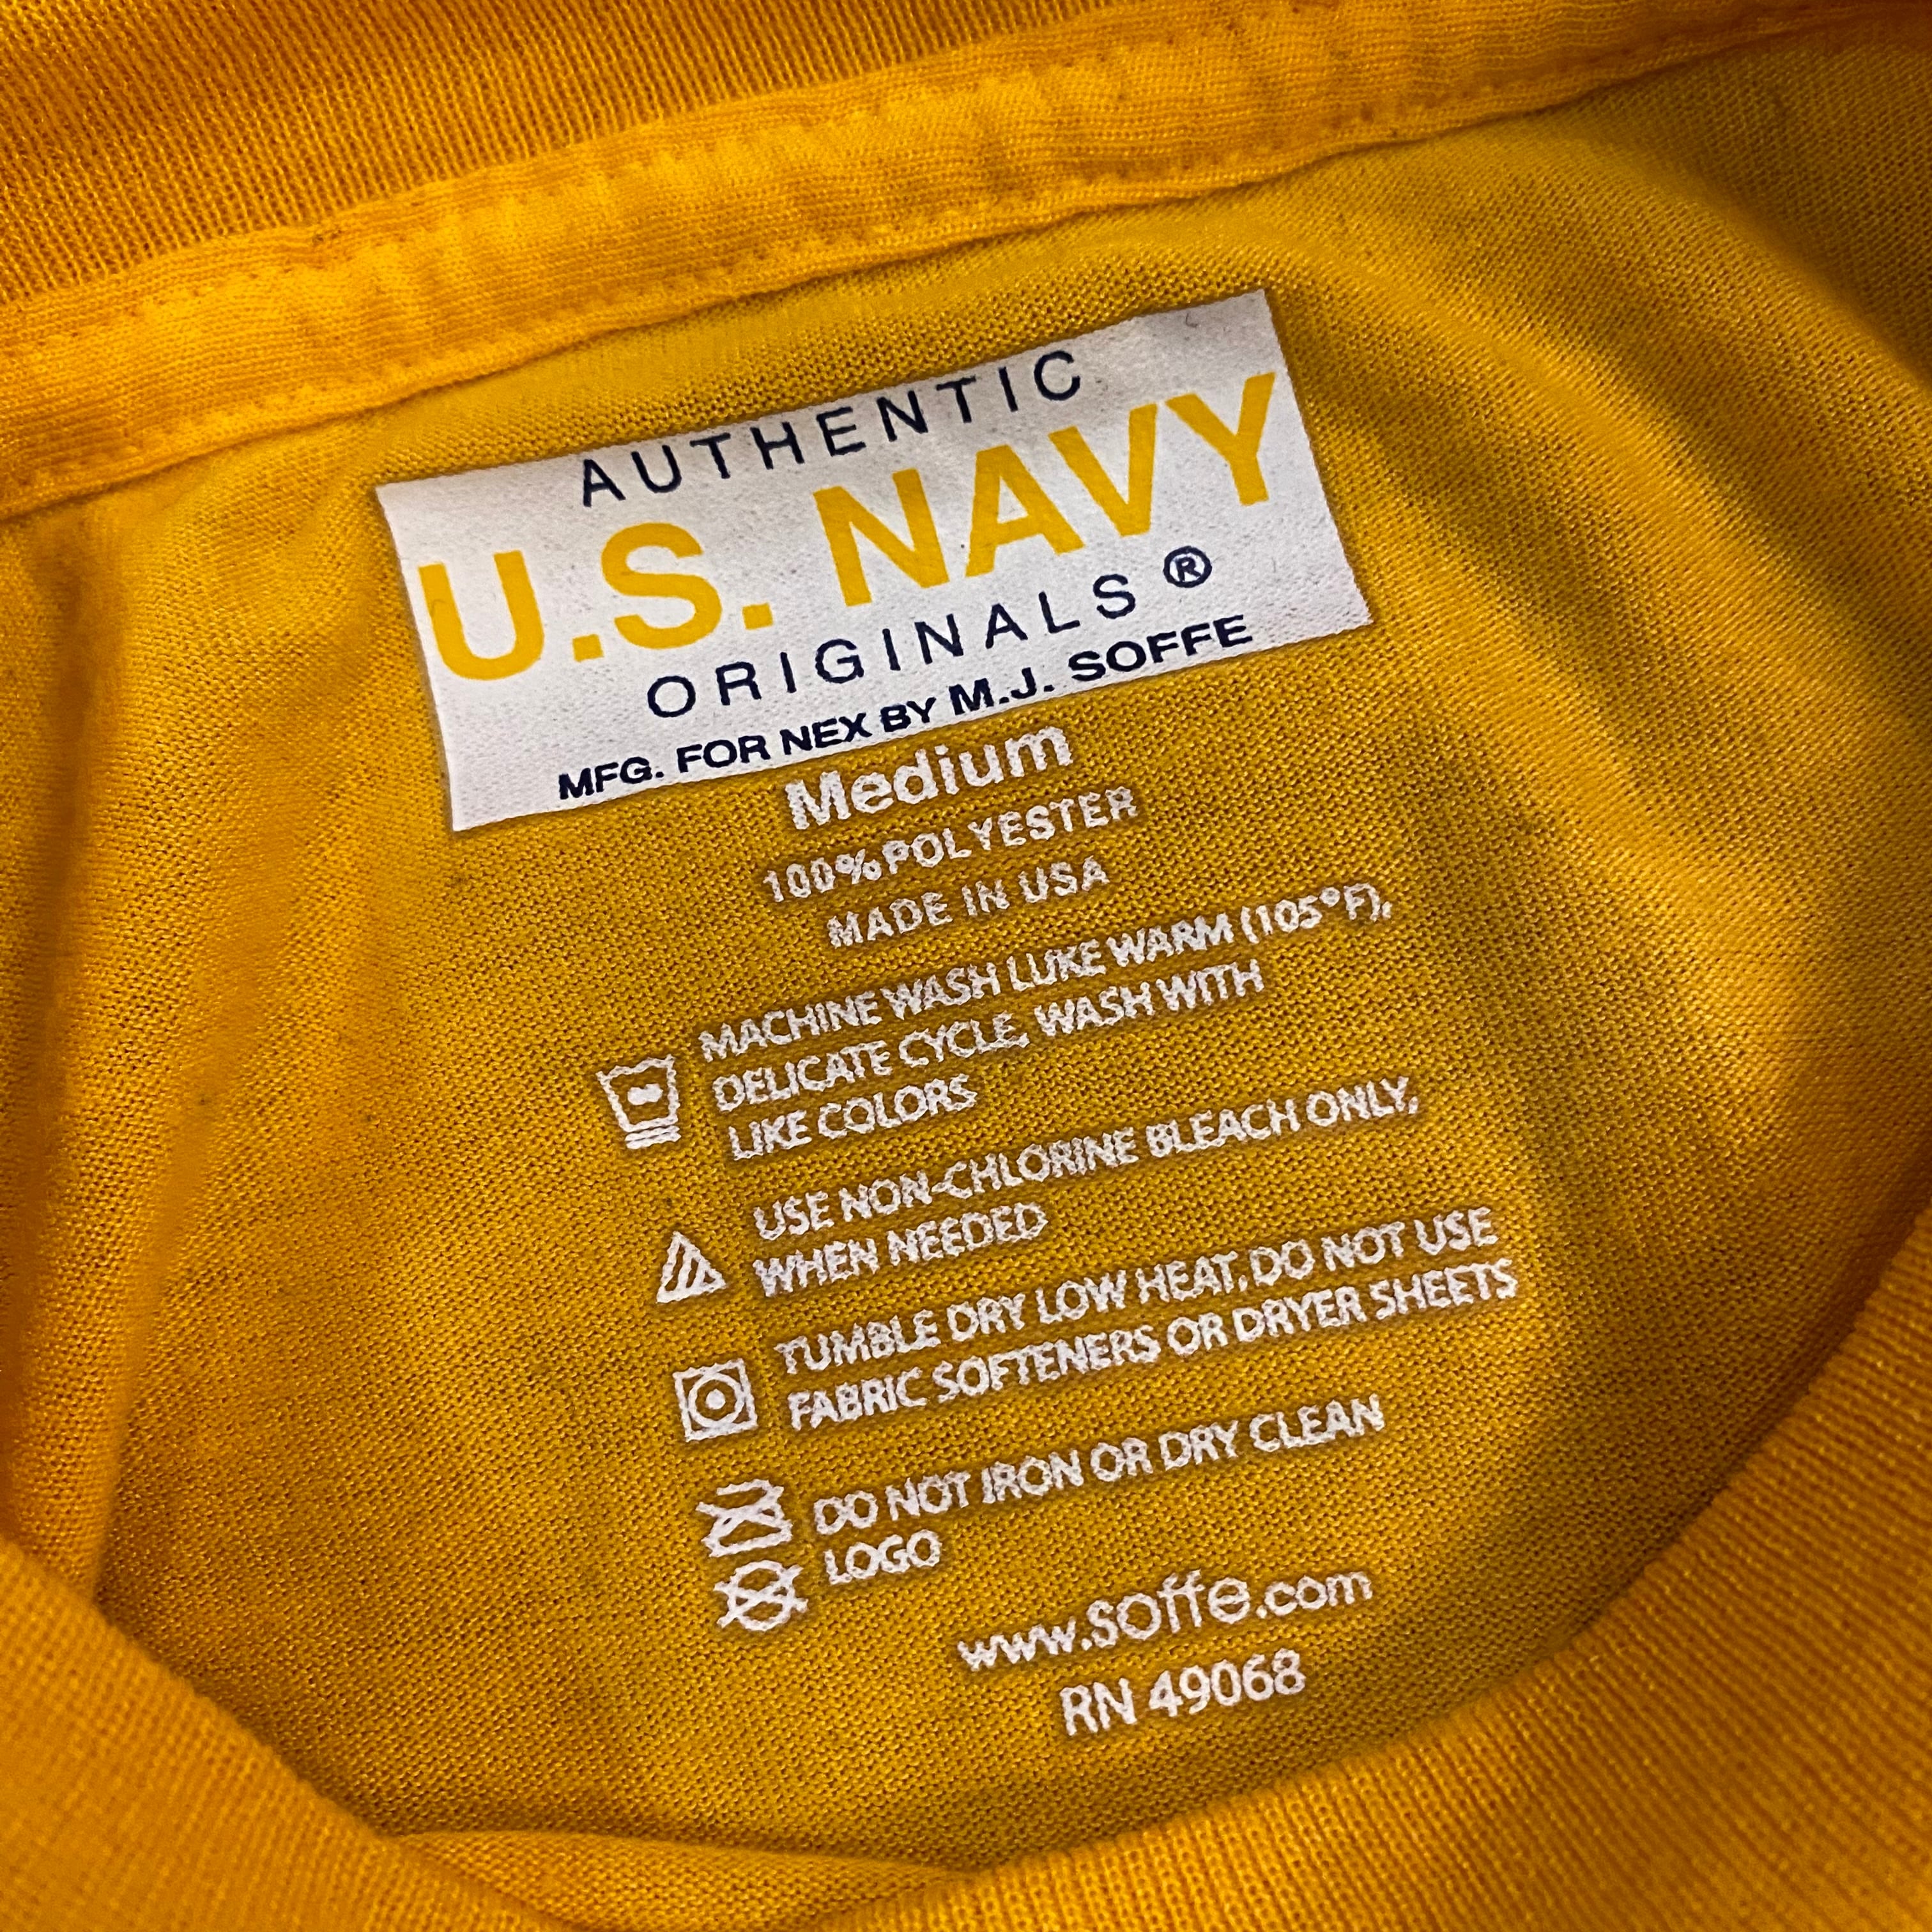 AUTHENTIC
U.S. NAVY
ORIGINALS ®
MFG. FOR NEX BY M.J. SOFFE
Medium
100% POLYESTER
MADE IN USA
MACHINE WASH LUKE WARM (105°F),
DELICATE CYCLE, WASH WITH
LIKE COLORS
USE NON-CHLORINE BLEACH ONLY,
WHEN NEEDED
TUMBLE DRY LOW HEAT, DO NOT USE
FABRIC SOFTENERS OR DRYER SHEETS
DO NOT IRON OR DRY CLEAN
LOGO
www.soffe.com
RN 49068